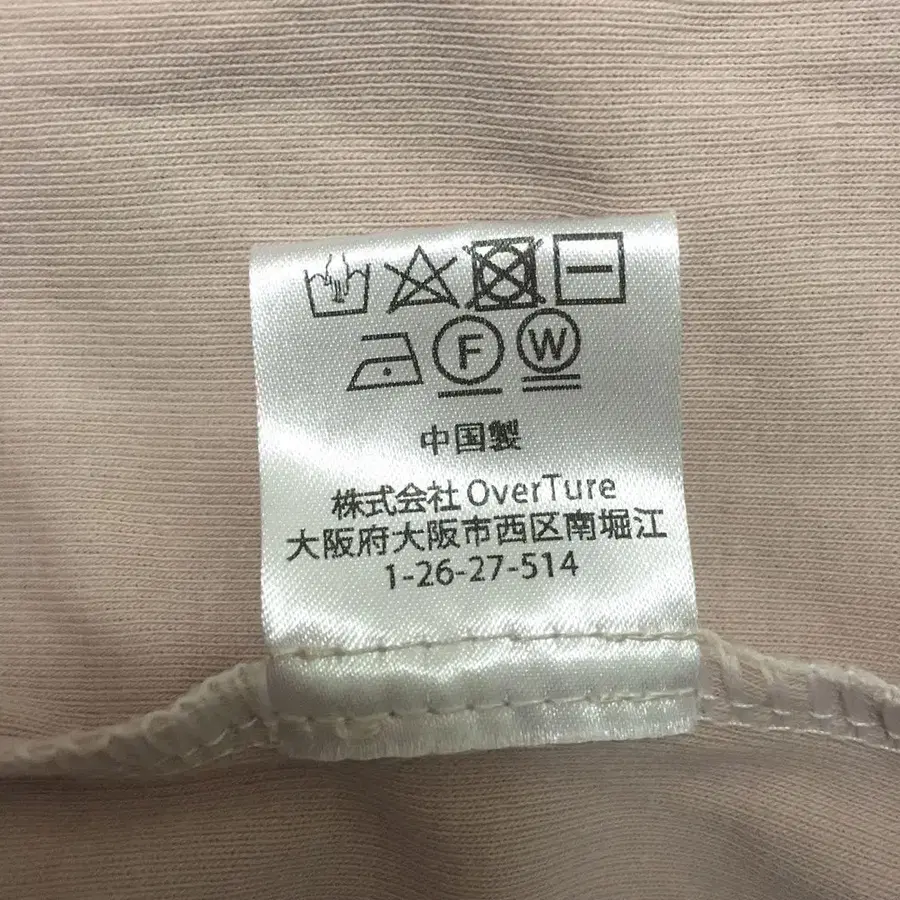 F W
中国製
株式会社 OverTure
大阪府大阪市西区南堀江
1-26-27-514